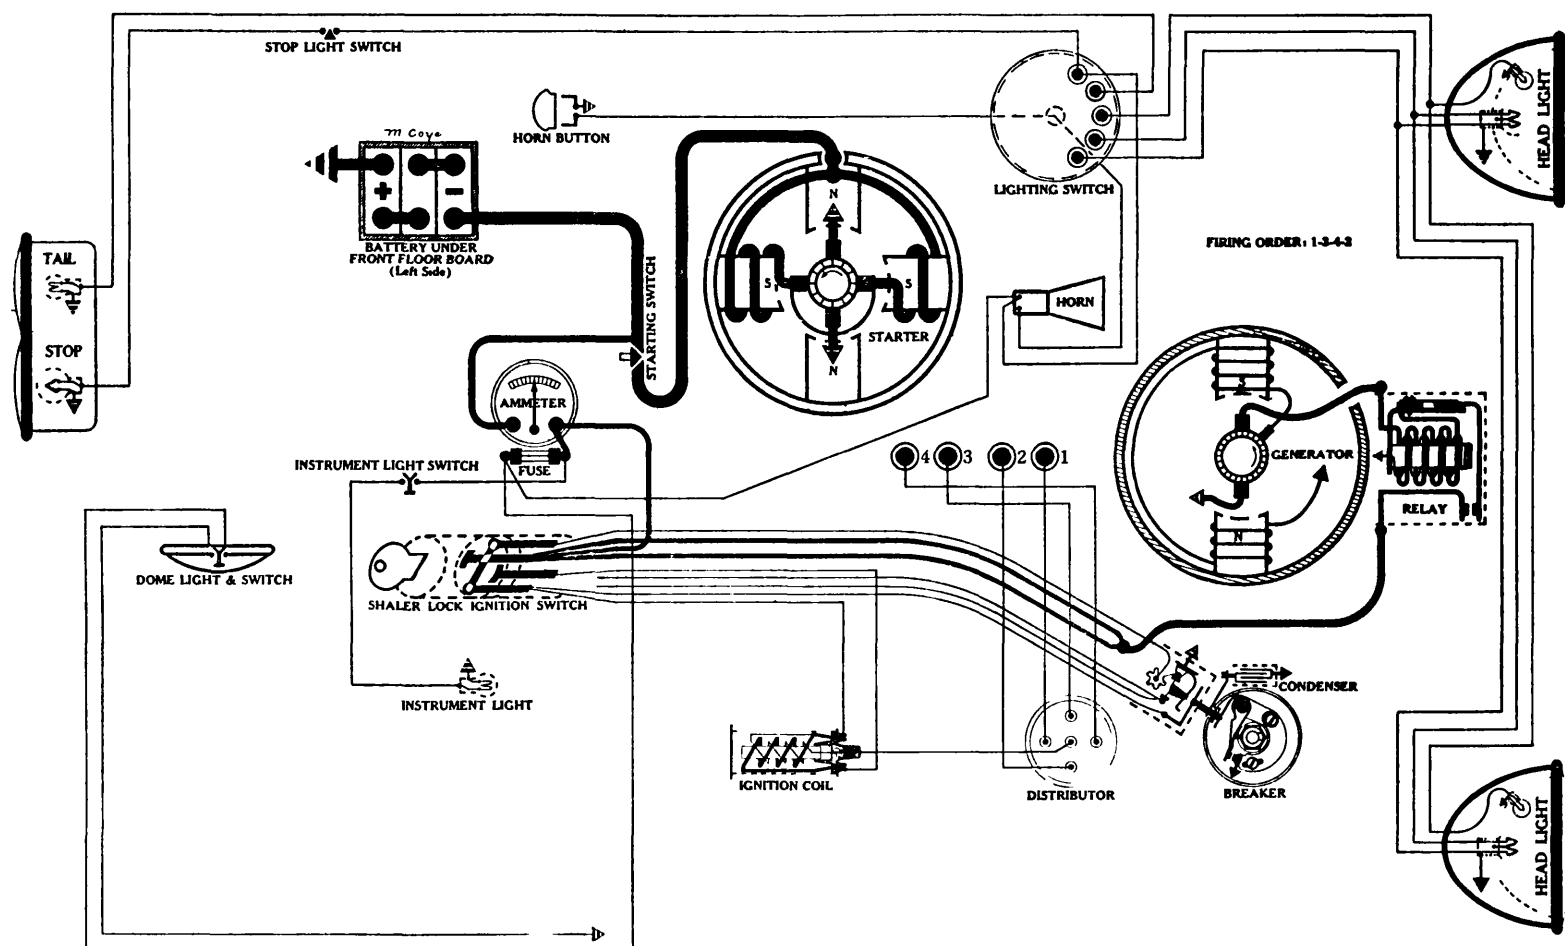 STOP LIGHT SWITCH
HORN BUTTON
LIGHTING SWITCH
HEAD LIGHT
m Coye
+ -
BATTERY UNDER
FRONT FLOOR BOARD
(Left Side)
STARTING SWITCH
N
S
S
N
STARTER
HORN
FIRING ORDER: 1-3-4-2
TAIL
STOP
AMMETER
FUSE
INSTRUMENT LIGHT SWITCH
4 3 2 1
S
GENERATOR
N
RELAY
DOME LIGHT & SWITCH
SHALER LOCK IGNITION SWITCH
INSTRUMENT LIGHT
IGNITION COIL
DISTRIBUTOR
CONDENSER
BREAKER
HEAD LIGHT